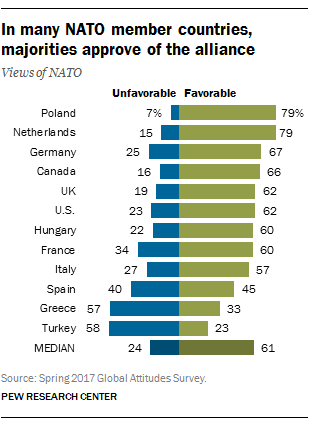 In many NATO member countries,
majorities approve of the alliance
Views of NATO
Unfavorable Favorable
Poland 7% 79%
Netherlands 15 79
Germany 25 67
Canada 16 66
UK 19 62
U.S. 23 62
Hungary 22 60
France 34 60
Italy 27 57
Spain 40 45
Greece 57 33
Turkey 58 23
MEDIAN 24 61
Source: Spring 2017 Global Attitudes Survey.
PEW RESEARCH CENTER